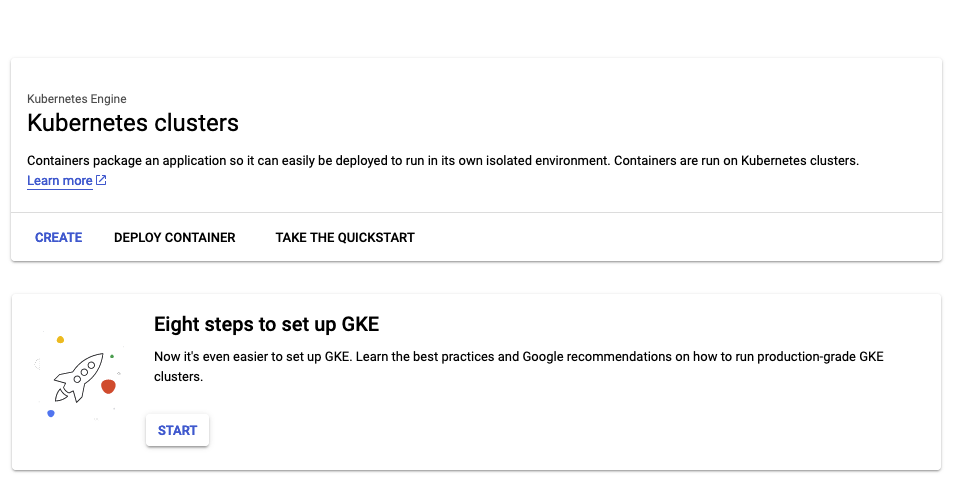 Kubernetes Engine
Kubernetes clusters
Containers package an application so it can easily be deployed to run in its own isolated environment. Containers are run on Kubernetes clusters.
Learn more
CREATE DEPLOY CONTAINER TAKE THE QUICKSTART
Eight steps to set up GKE
Now it's even easier to set up GKE. Learn the best practices and Google recommendations on how to run production-grade GKE
clusters.
START